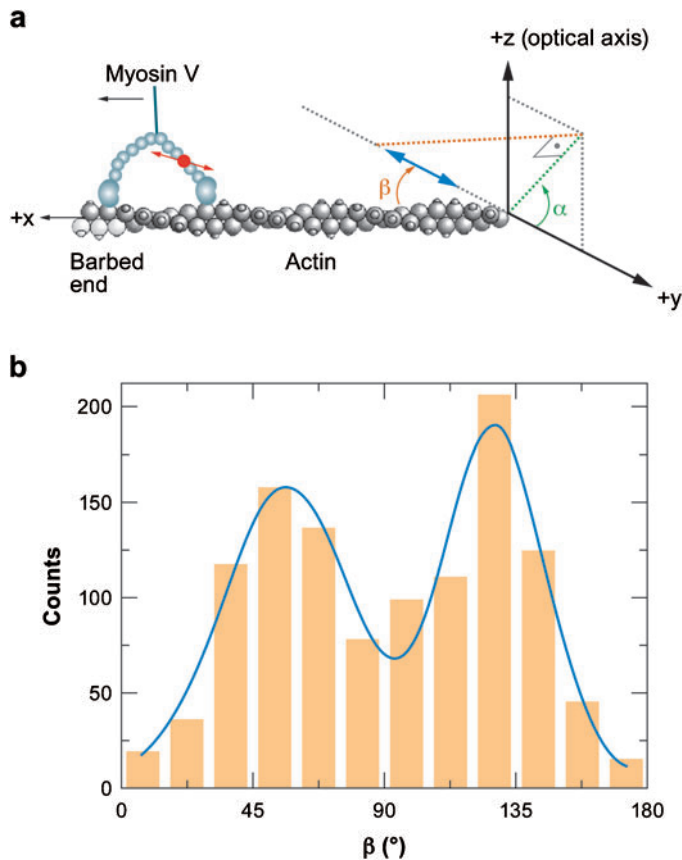 a
+z (optical axis)
Myosin V
β
α
+x
Barbed
end
Actin
+y
b
200
150
100
50
0
Counts
0 45 90 135 180
β (°)